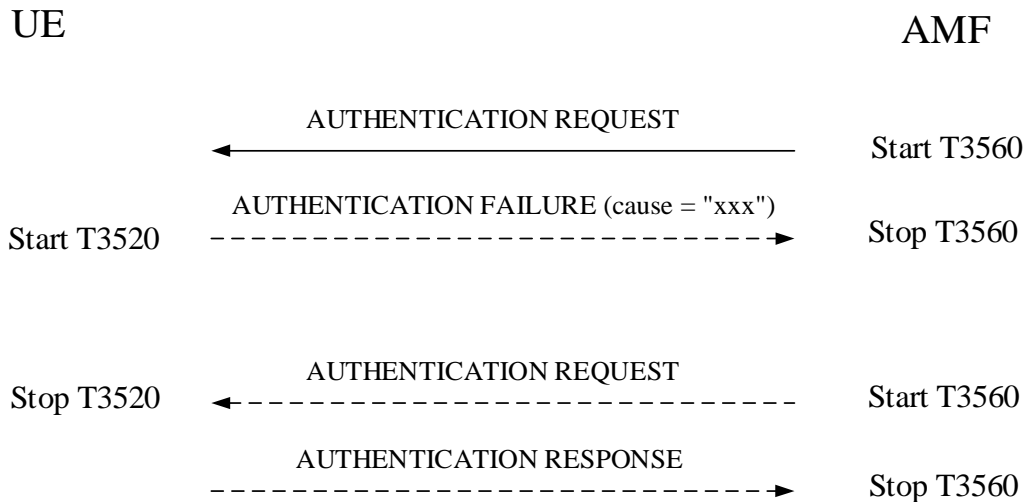 UE
AMF
AUTHENTICATION REQUEST
Start T3560
AUTHENTICATION FAILURE (cause = "xxx")
Start T3520
Stop T3560
AUTHENTICATION REQUEST
Stop T3520
Start T3560
AUTHENTICATION RESPONSE
Stop T3560